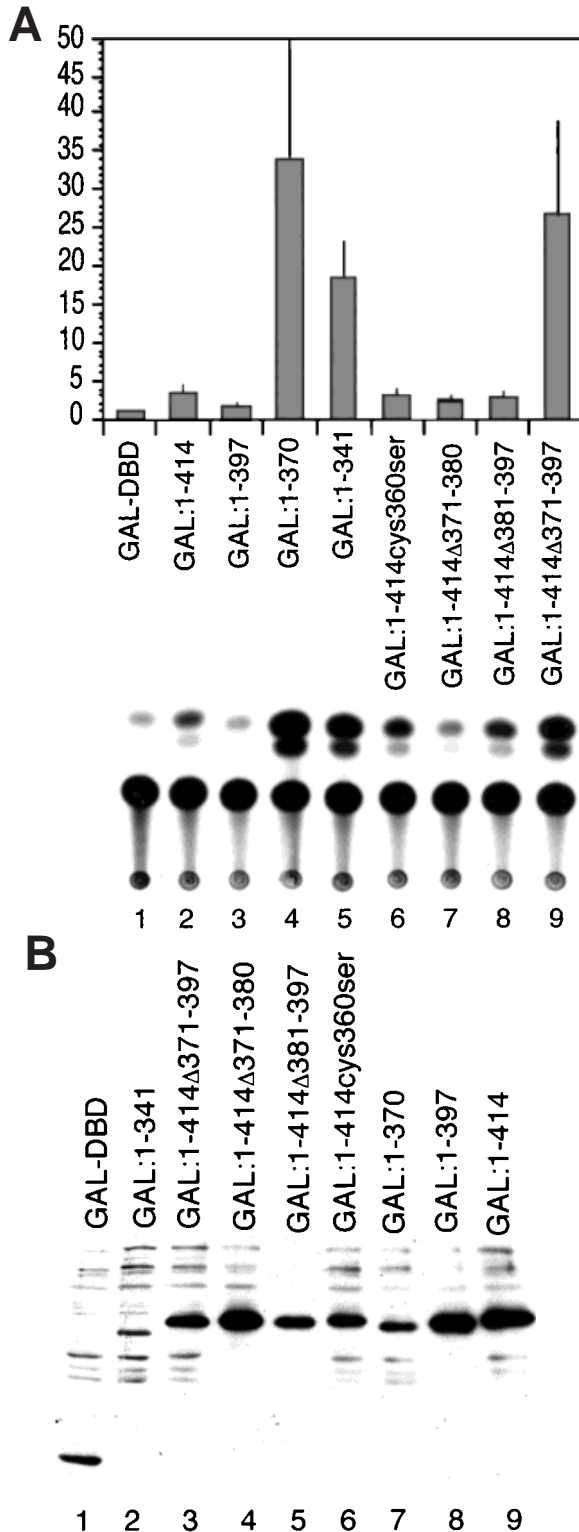 A
50
45
40
35
30
25
20
15
10
5
0
GAL-DBD
GAL:1-414
GAL:1-397
GAL:1-370
GAL:1-341
GAL:1-414cys360ser
GAL:1-414Δ371-380
GAL:1-414Δ381-397
GAL:1-414Δ371-397
1 2 3 4 5 6 7 8 9
B
GAL-DBD
GAL:1-341
GAL:1-414Δ371-397
GAL:1-414Δ371-380
GAL:1-414Δ381-397
GAL:1-414cys360ser
GAL:1-370
GAL:1-397
GAL:1-414
1 2 3 4 5 6 7 8 9